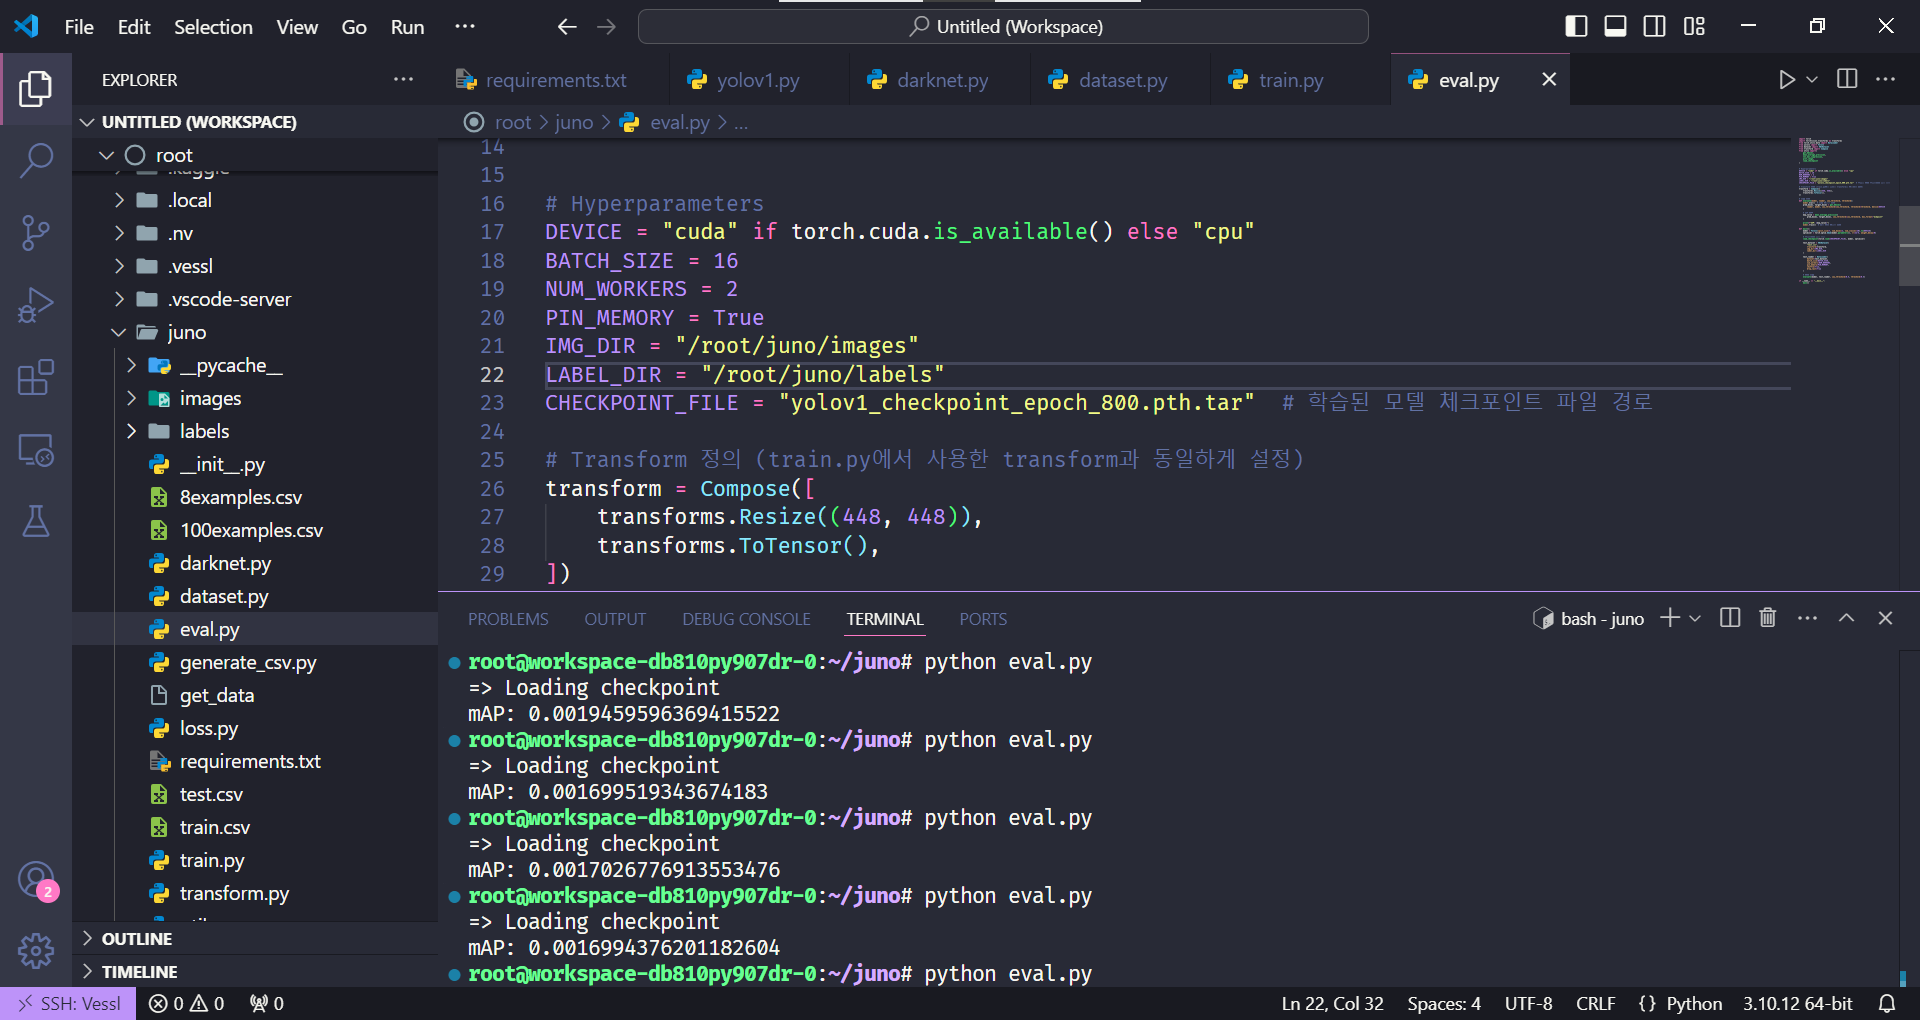 File Edit Selection View Go Run ··· Untitled (Workspace)
EXPLORER ···
requirements.txt yolov1.py darknet.py dataset.py train.py eval.py
UNTITLED (WORKSPACE)
root
.kaggle
.local
.nv
.vessl
.vscode-server
juno
__pycache__
images
labels
__init__.py
8examples.csv
100examples.csv
darknet.py
dataset.py
eval.py
generate_csv.py
get_data
loss.py
requirements.txt
test.csv
train.csv
train.py
transform.py
OUTLINE
TIMELINE
2
root > juno > eval.py > ...
14
15
16 # Hyperparameters
17 DEVICE = "cuda" if torch.cuda.is_available() else "cpu"
18 BATCH_SIZE = 16
19 NUM_WORKERS = 2
20 PIN_MEMORY = True
21 IMG_DIR = "/root/juno/images"
22 LABEL_DIR = "/root/juno/labels"
23 CHECKPOINT_FILE = "yolov1_checkpoint_epoch_800.pth.tar" # 학습된 모델 체크포인트 파일 경로
24
25 # Transform 정의 (train.py에서 사용한 transform과 동일하게 설정)
26 transform = Compose([
27 transforms.Resize((448, 448)),
28 transforms.ToTensor(),
29 ])
PROBLEMS OUTPUT DEBUG CONSOLE TERMINAL PORTS bash - juno
root@workspace-db810py907dr-0:~/juno# python eval.py
=> Loading checkpoint
mAP: 0.0019459596369415522
root@workspace-db810py907dr-0:~/juno# python eval.py
=> Loading checkpoint
mAP: 0.001699519343674183
root@workspace-db810py907dr-0:~/juno# python eval.py
=> Loading checkpoint
mAP: 0.0017026776913553476
root@workspace-db810py907dr-0:~/juno# python eval.py
=> Loading checkpoint
mAP: 0.0016994376201182604
root@workspace-db810py907dr-0:~/juno# python eval.py
SSH: Vessl 0 0 0 Ln 22, Col 32 Spaces: 4 UTF-8 CRLF {} Python 3.10.12 64-bit